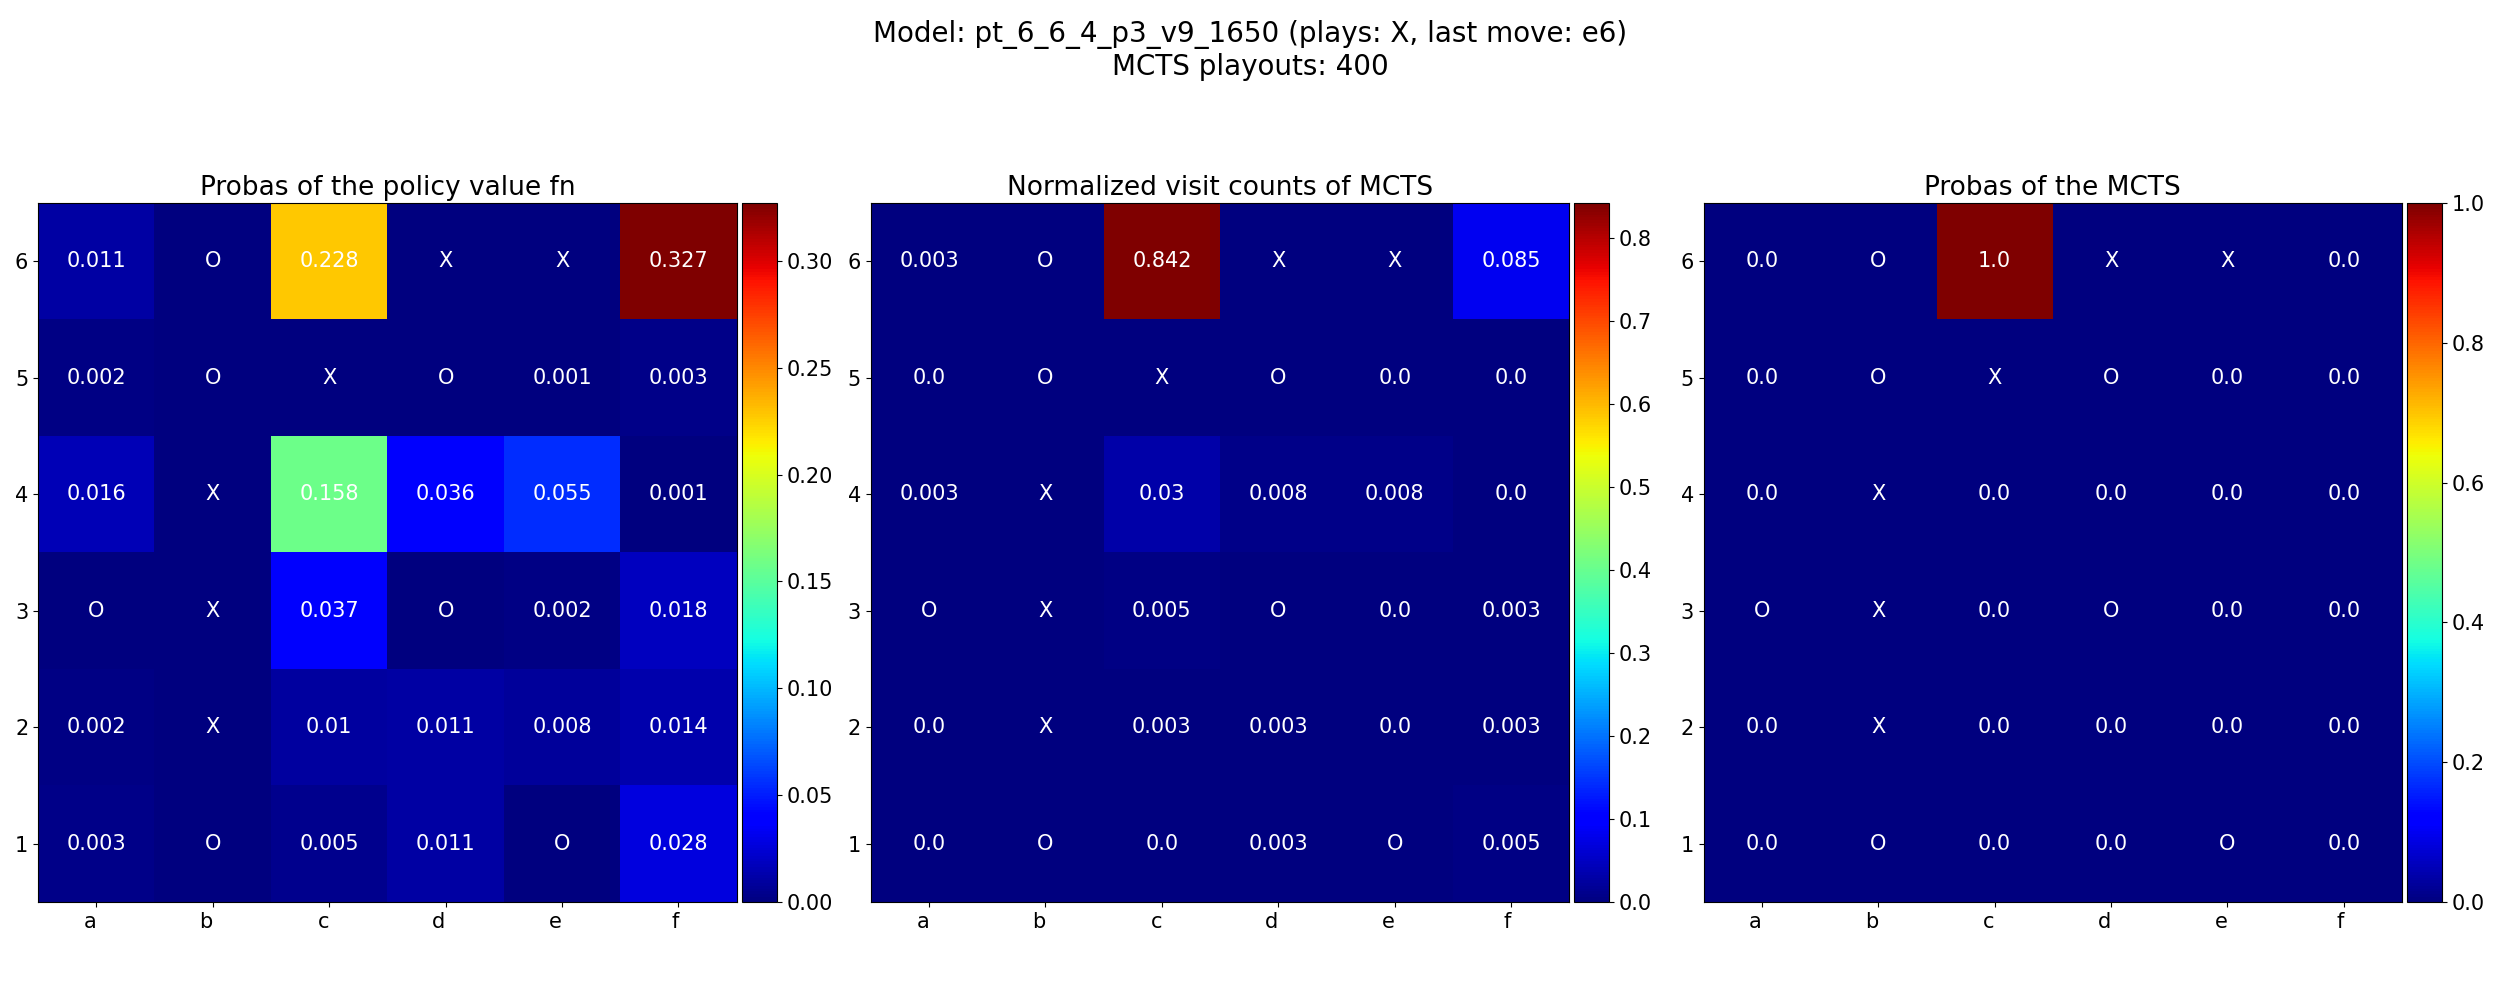 Model: pt_6_6_4_p3_v9_1650 (plays: X, last move: e6)
MCTS playouts: 400
Probas of the policy value fn
6 0.011 O 0.228 X X 0.327
5 0.002 O X O 0.001 0.003
4 0.016 X 0.158 0.036 0.055 0.001
3 O X 0.037 O 0.002 0.018
2 0.002 X 0.01 0.011 0.008 0.014
1 0.003 O 0.005 0.011 O 0.028
a b c d e f
0.30
0.25
0.20
0.15
0.10
0.05
0.00
Normalized visit counts of MCTS
6 0.003 O 0.842 X X 0.085
5 0.0 O X O 0.0 0.0
4 0.003 X 0.03 0.008 0.008 0.0
3 O X 0.005 O 0.0 0.003
2 0.0 X 0.003 0.003 0.0 0.003
1 0.0 O 0.0 0.003 O 0.005
a b c d e f
0.8
0.7
0.6
0.5
0.4
0.3
0.2
0.1
0.0
Probas of the MCTS
6 0.0 O 1.0 X X 0.0
5 0.0 O X O 0.0 0.0
4 0.0 X 0.0 0.0 0.0 0.0
3 O X 0.0 O 0.0 0.0
2 0.0 X 0.0 0.0 0.0 0.0
1 0.0 O 0.0 0.0 O 0.0
a b c d e f
1.0
0.8
0.6
0.4
0.2
0.0